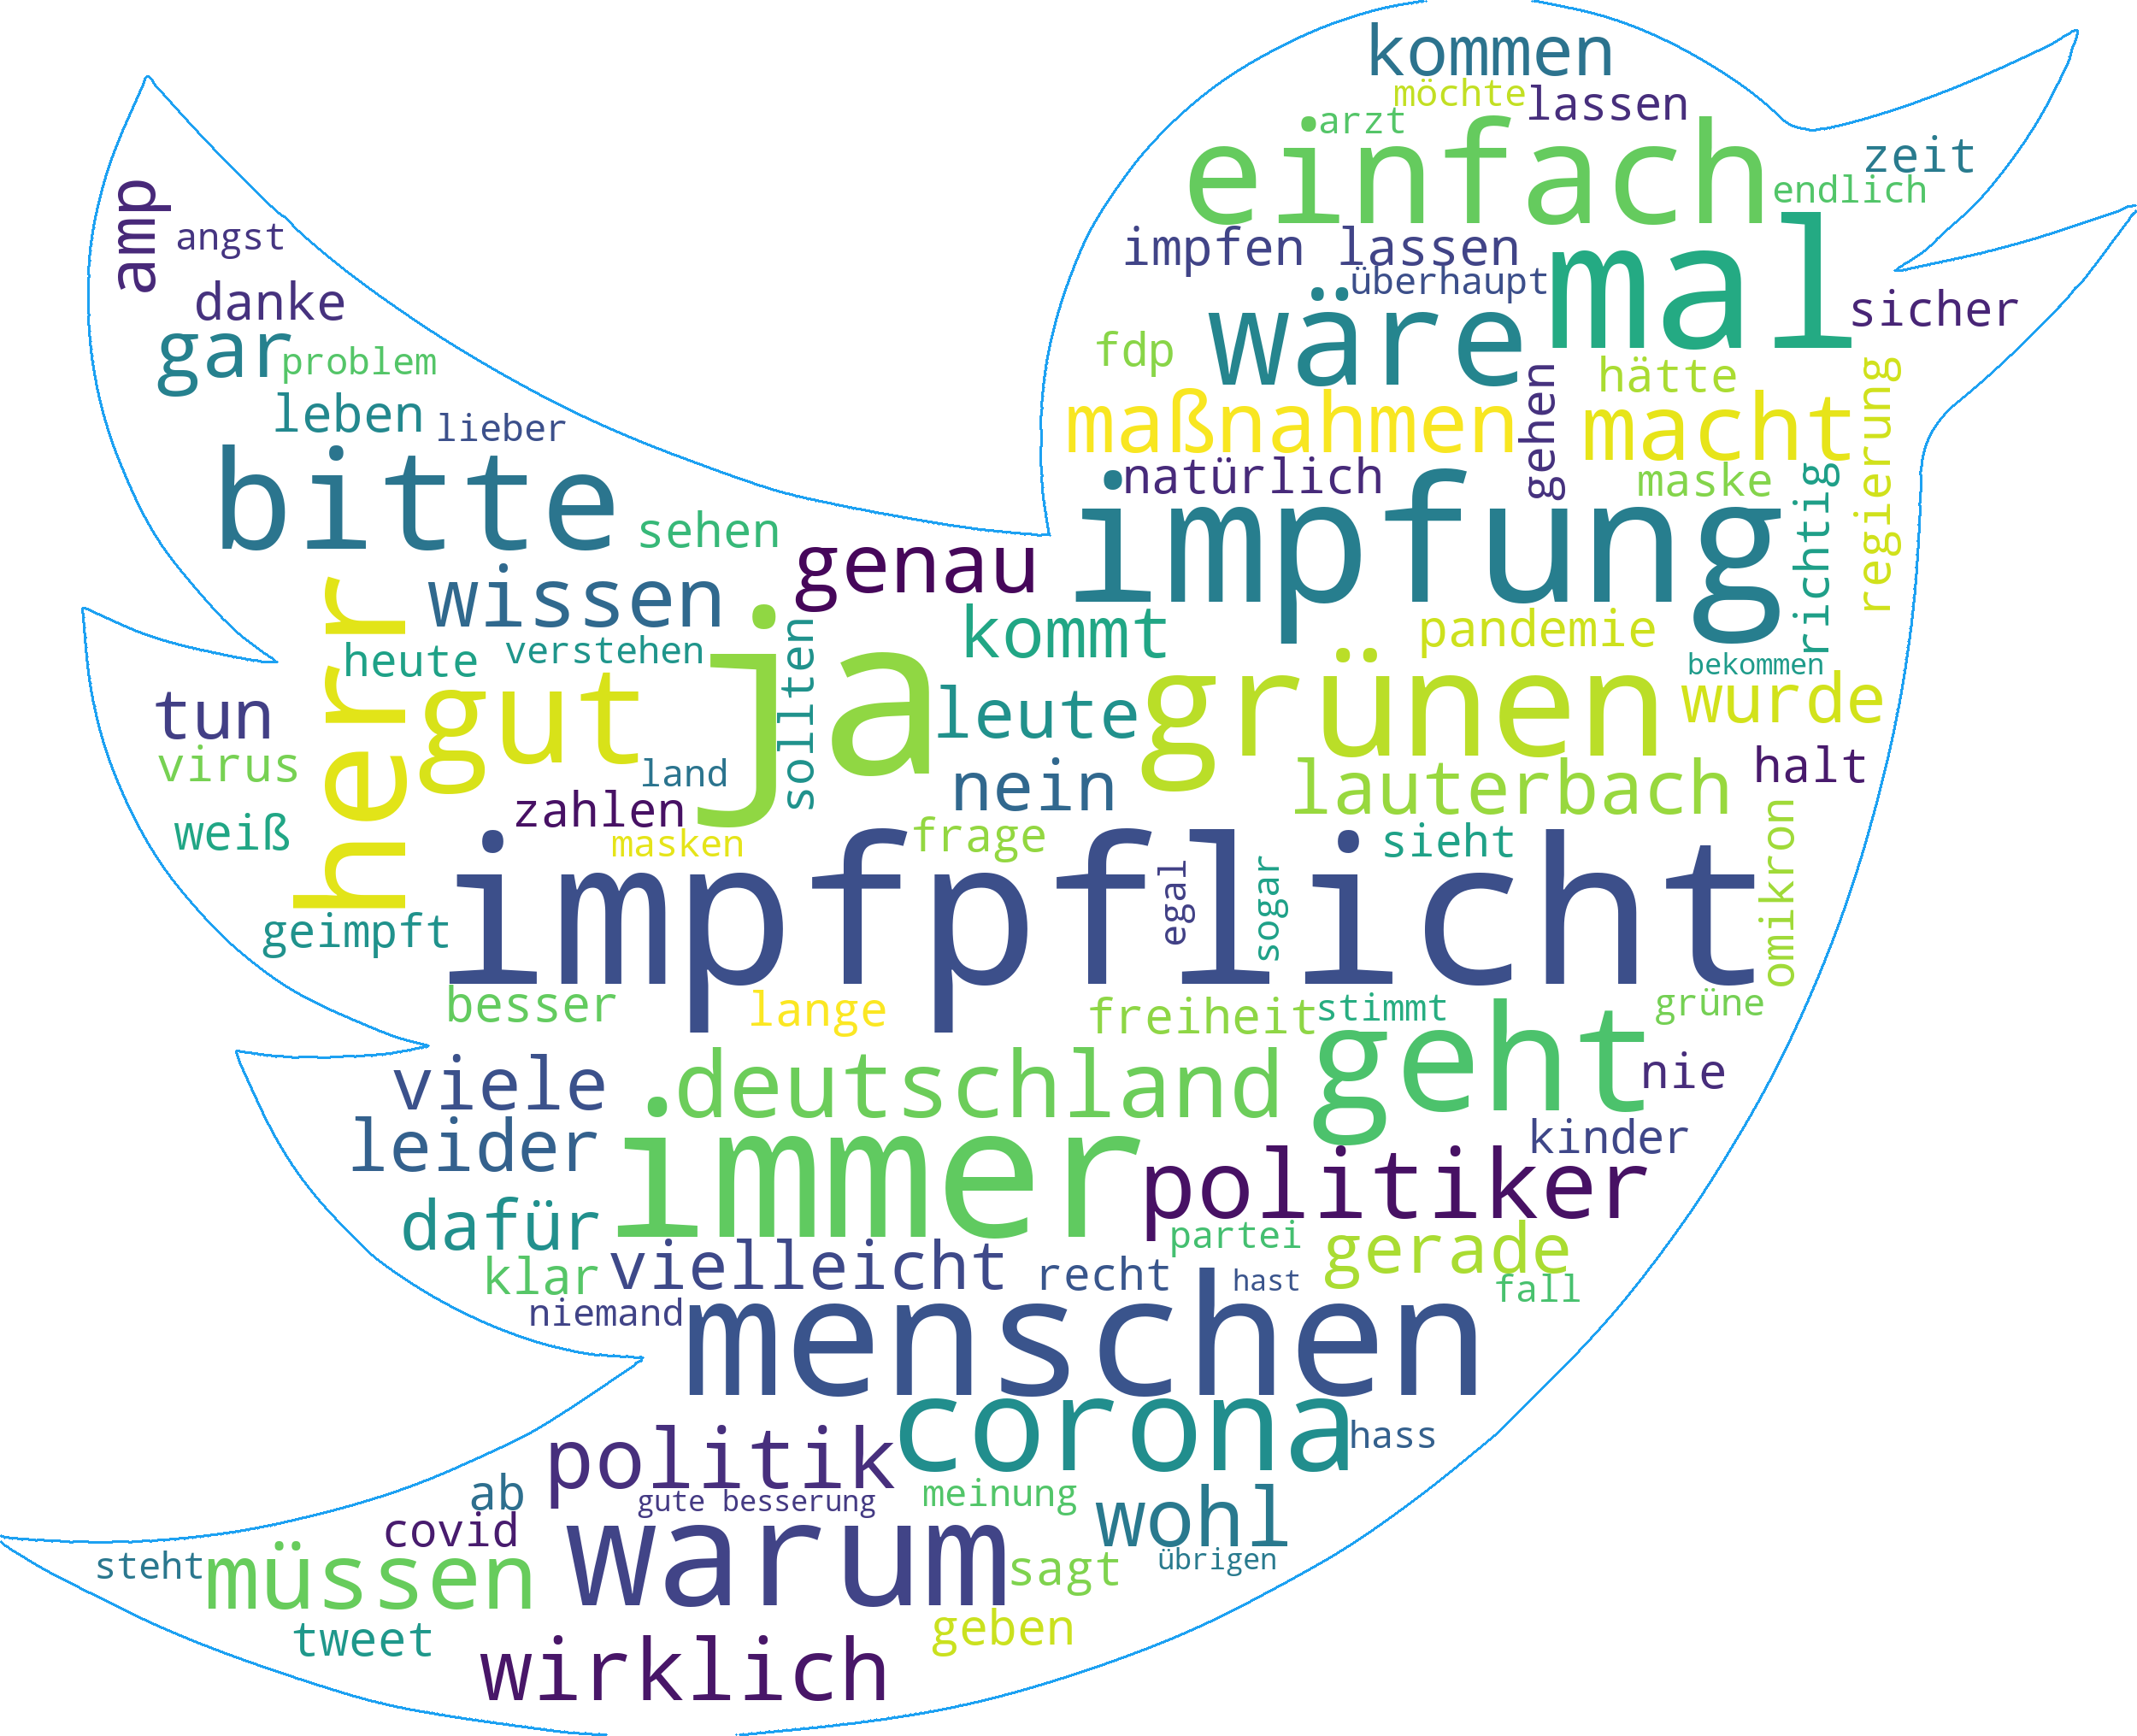 kommen
möchte
lassen
arzt
einfach
zeit
endlich
amp
angst
impfen lassen
mal
überhaupt
danke
wäre
sicher
gar
problem
fdp
gehen
hätte
regierung
leben
lieber
maßnahmen
macht
bitte
natürlich
maske
richtig
sehen
genau
impfung
herr
wissen
kommt
pandemie
heute
verstehen
ja
sollten
bekommen
tun
gut
leute
grünen
wurde
virus
land
nein
lauterbach
halt
weiß
zahlen
masken
frage
sieht
omikron
geimpft
impfpflicht
egal
sogar
besser
lange
freiheit
stimmt
grüne
viele
deutschland
geht
nie
leider
immer
politiker
kinder
dafür
partei
gerade
klar
vielleicht
recht
hast
fall
niemand
menschen
politik
corona
hass
ab
gute besserung
meinung
wohl
covid
warum
steht
müssen
sagt
übrigen
tweet
geben
wirklich